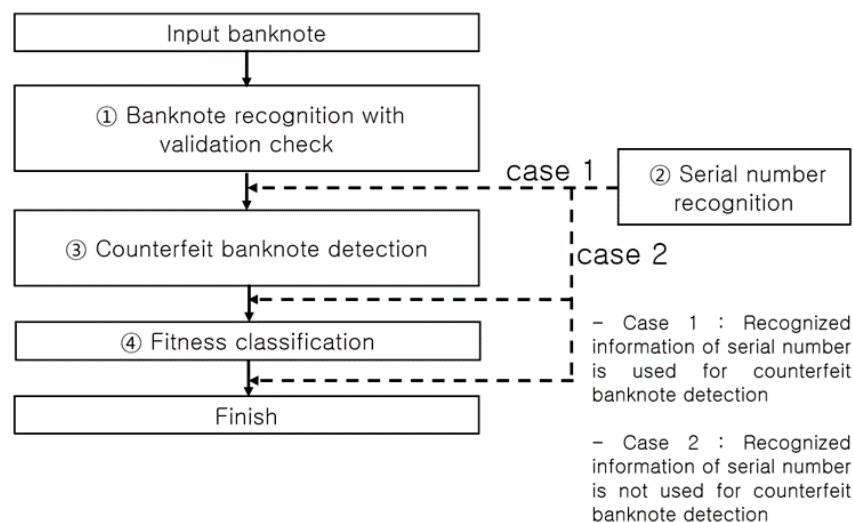 Input banknote
① Banknote recognition with
validation check
case 1
② Serial number
recognition
③ Counterfeit banknote detection
case 2
④ Fitness classification
Finish
– Case 1 : Recognized
information of serial number
is used for counterfeit
banknote detection
– Case 2 : Recognized
information of serial number
is not used for counterfeit
banknote detection